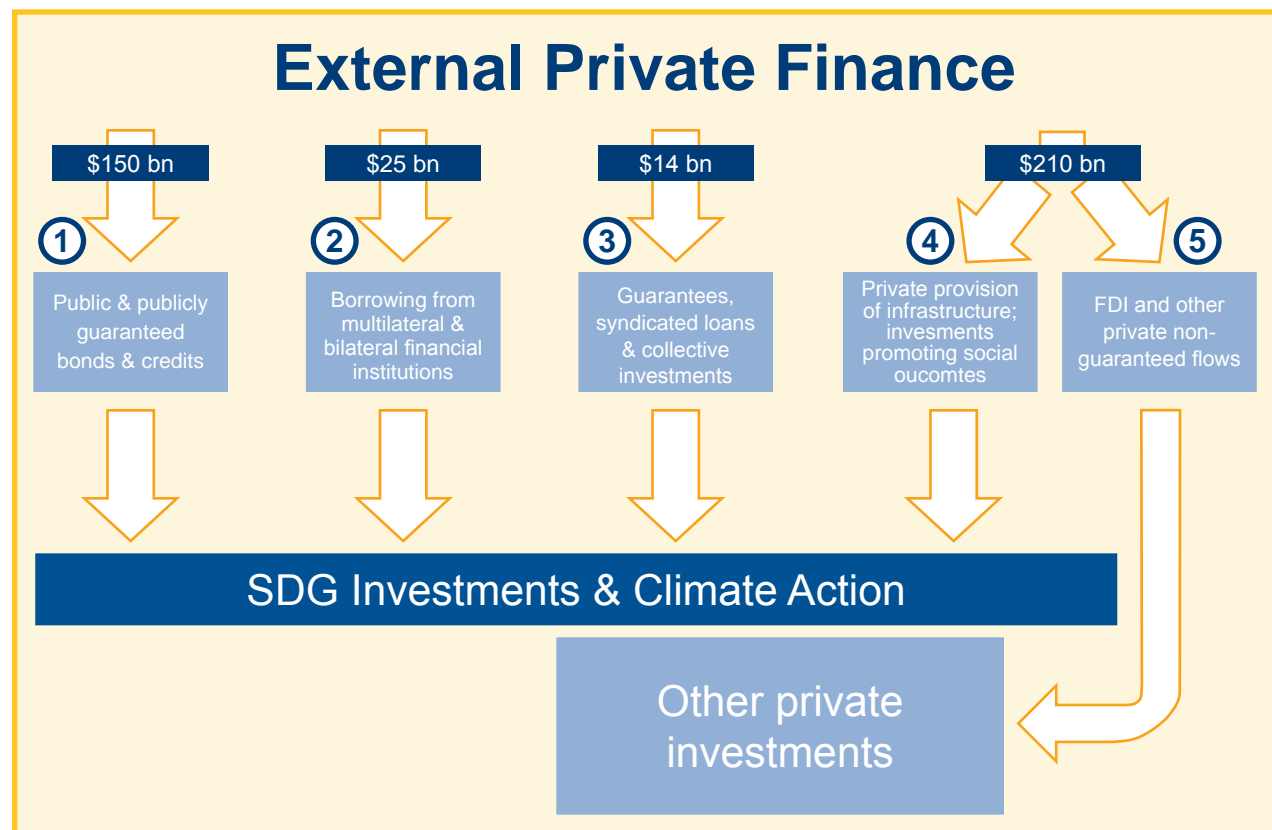 External Private Finance
$150 bn
$25 bn
$14 bn
$210 bn
1
2
3
4
5
Public & publicly
guaranteed
bonds & credits
Borrowing from
multilateral &
bilateral financial
institutions
Guarantees,
syndicated loans
& collective
investments
Private provision
of infrastructure;
invesments
promoting social
oucomtes
FDI and other
private non-
guaranteed flows
SDG Investments & Climate Action
Other private
investments